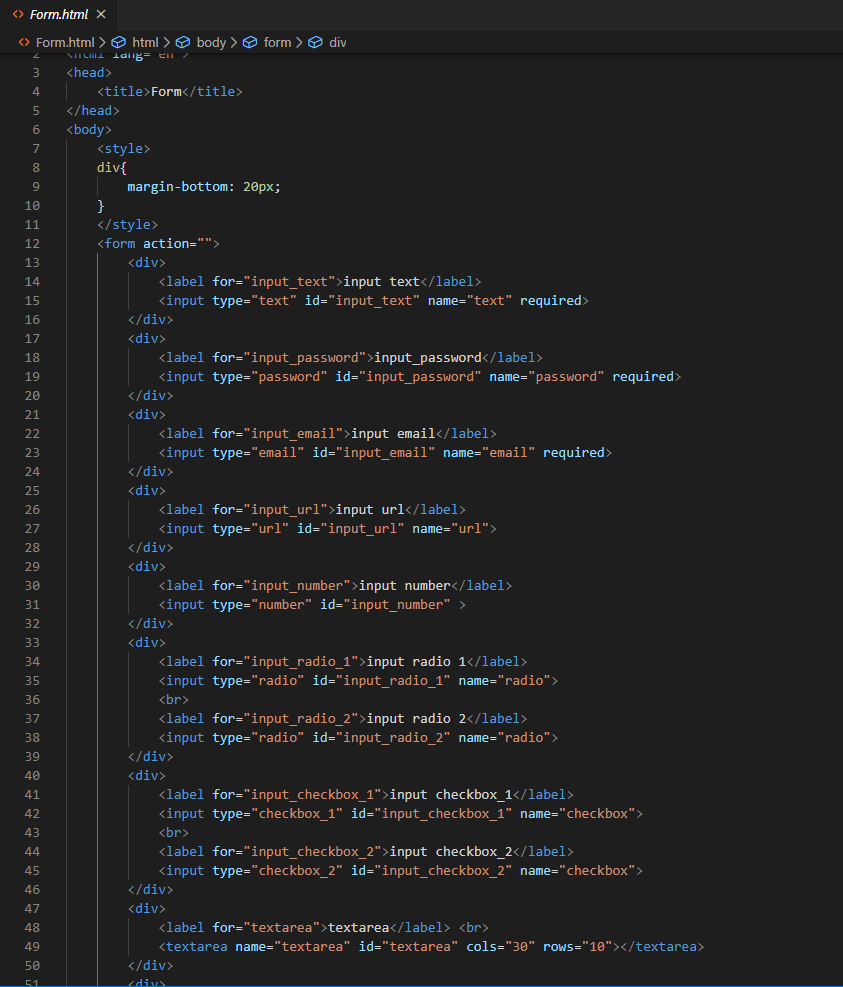 Form.html
Form.html > html > body > form > div
2 <html lang="en">
3 <head>
4 <title>Form</title>
5 </head>
6 <body>
7 <style>
8 div{
9 margin-bottom: 20px;
10 }
11 </style>
12 <form action="">
13 <div>
14 <label for="input_text">input text</label>
15 <input type="text" id="input_text" name="text" required>
16 </div>
17 <div>
18 <label for="input_password">input_password</label>
19 <input type="password" id="input_password" name="password" required>
20 </div>
21 <div>
22 <label for="input_email">input email</label>
23 <input type="email" id="input_email" name="email" required>
24 </div>
25 <div>
26 <label for="input_url">input url</label>
27 <input type="url" id="input_url" name="url">
28 </div>
29 <div>
30 <label for="input_number">input number</label>
31 <input type="number" id="input_number" >
32 </div>
33 <div>
34 <label for="input_radio_1">input radio 1</label>
35 <input type="radio" id="input_radio_1" name="radio">
36 <br>
37 <label for="input_radio_2">input radio 2</label>
38 <input type="radio" id="input_radio_2" name="radio">
39 </div>
40 <div>
41 <label for="input_checkbox_1">input checkbox_1</label>
42 <input type="checkbox_1" id="input_checkbox_1" name="checkbox">
43 <br>
44 <label for="input_checkbox_2">input checkbox_2</label>
45 <input type="checkbox_2" id="input_checkbox_2" name="checkbox">
46 </div>
47 <div>
48 <label for="textarea">textarea</label> <br>
49 <textarea name="textarea" id="textarea" cols="30" rows="10"></textarea>
50 </div>
51 <div>